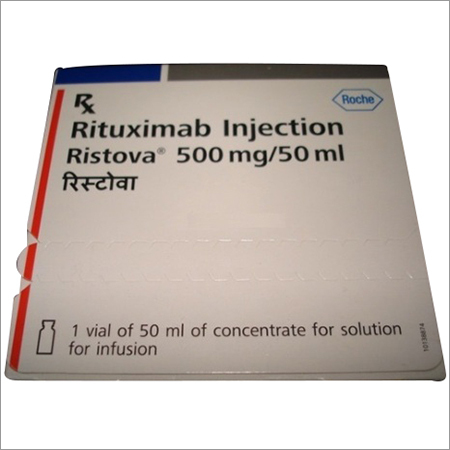 Rx
Roche
Rituximab Injection
Ristova® 500 mg/50 ml
रिस्टोवा
1 vial of 50 ml of concentrate for solution
for infusion